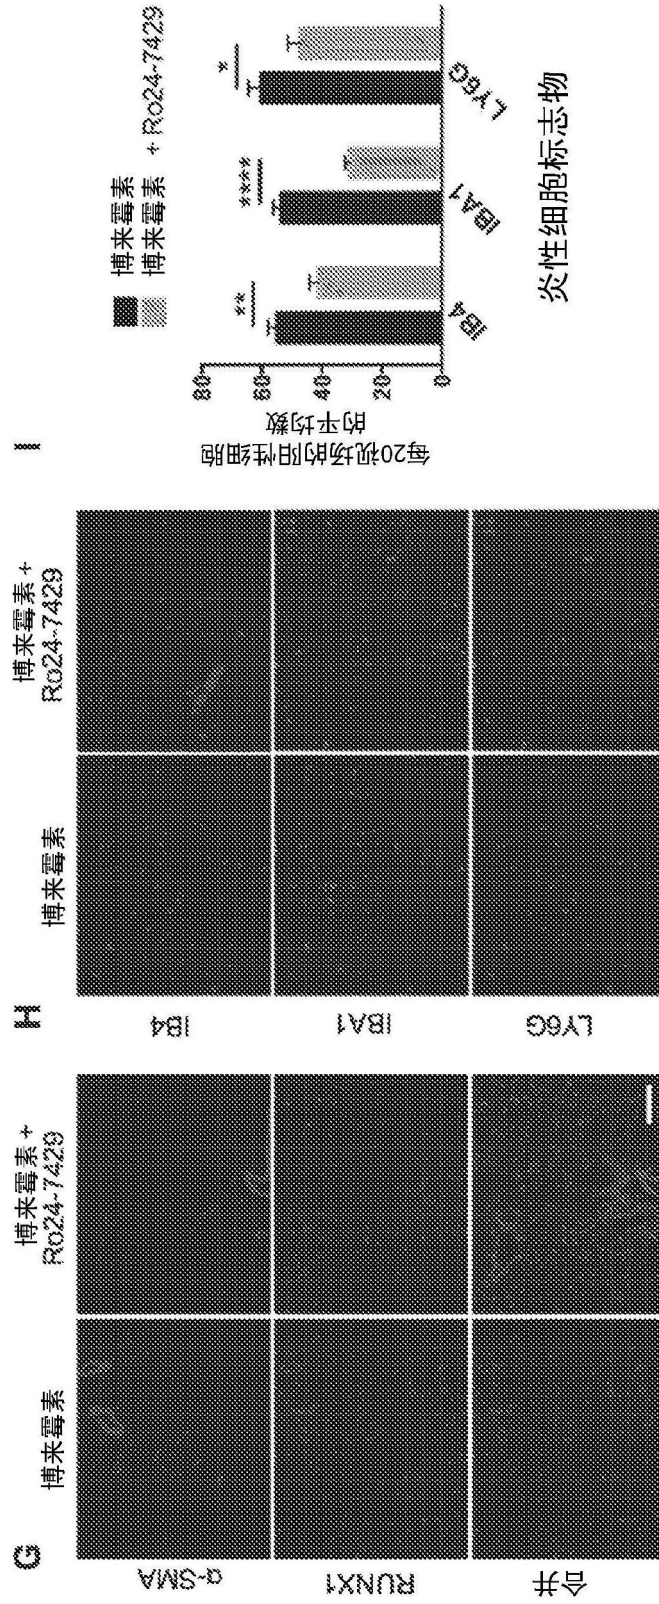 G
博来霉素
博来霉素 +
Ro24-7429
α-SMA
RUNX1
合并
H
博来霉素
博来霉素 +
Ro24-7429
IB4
IBA1
LY6G
I
博来霉素
博来霉素 + Ro24-7429
每20视场的阳性细胞
的平均数
80
60
40
20
0
**
****
*
IB4
IBA1
LY6G
炎性细胞标志物